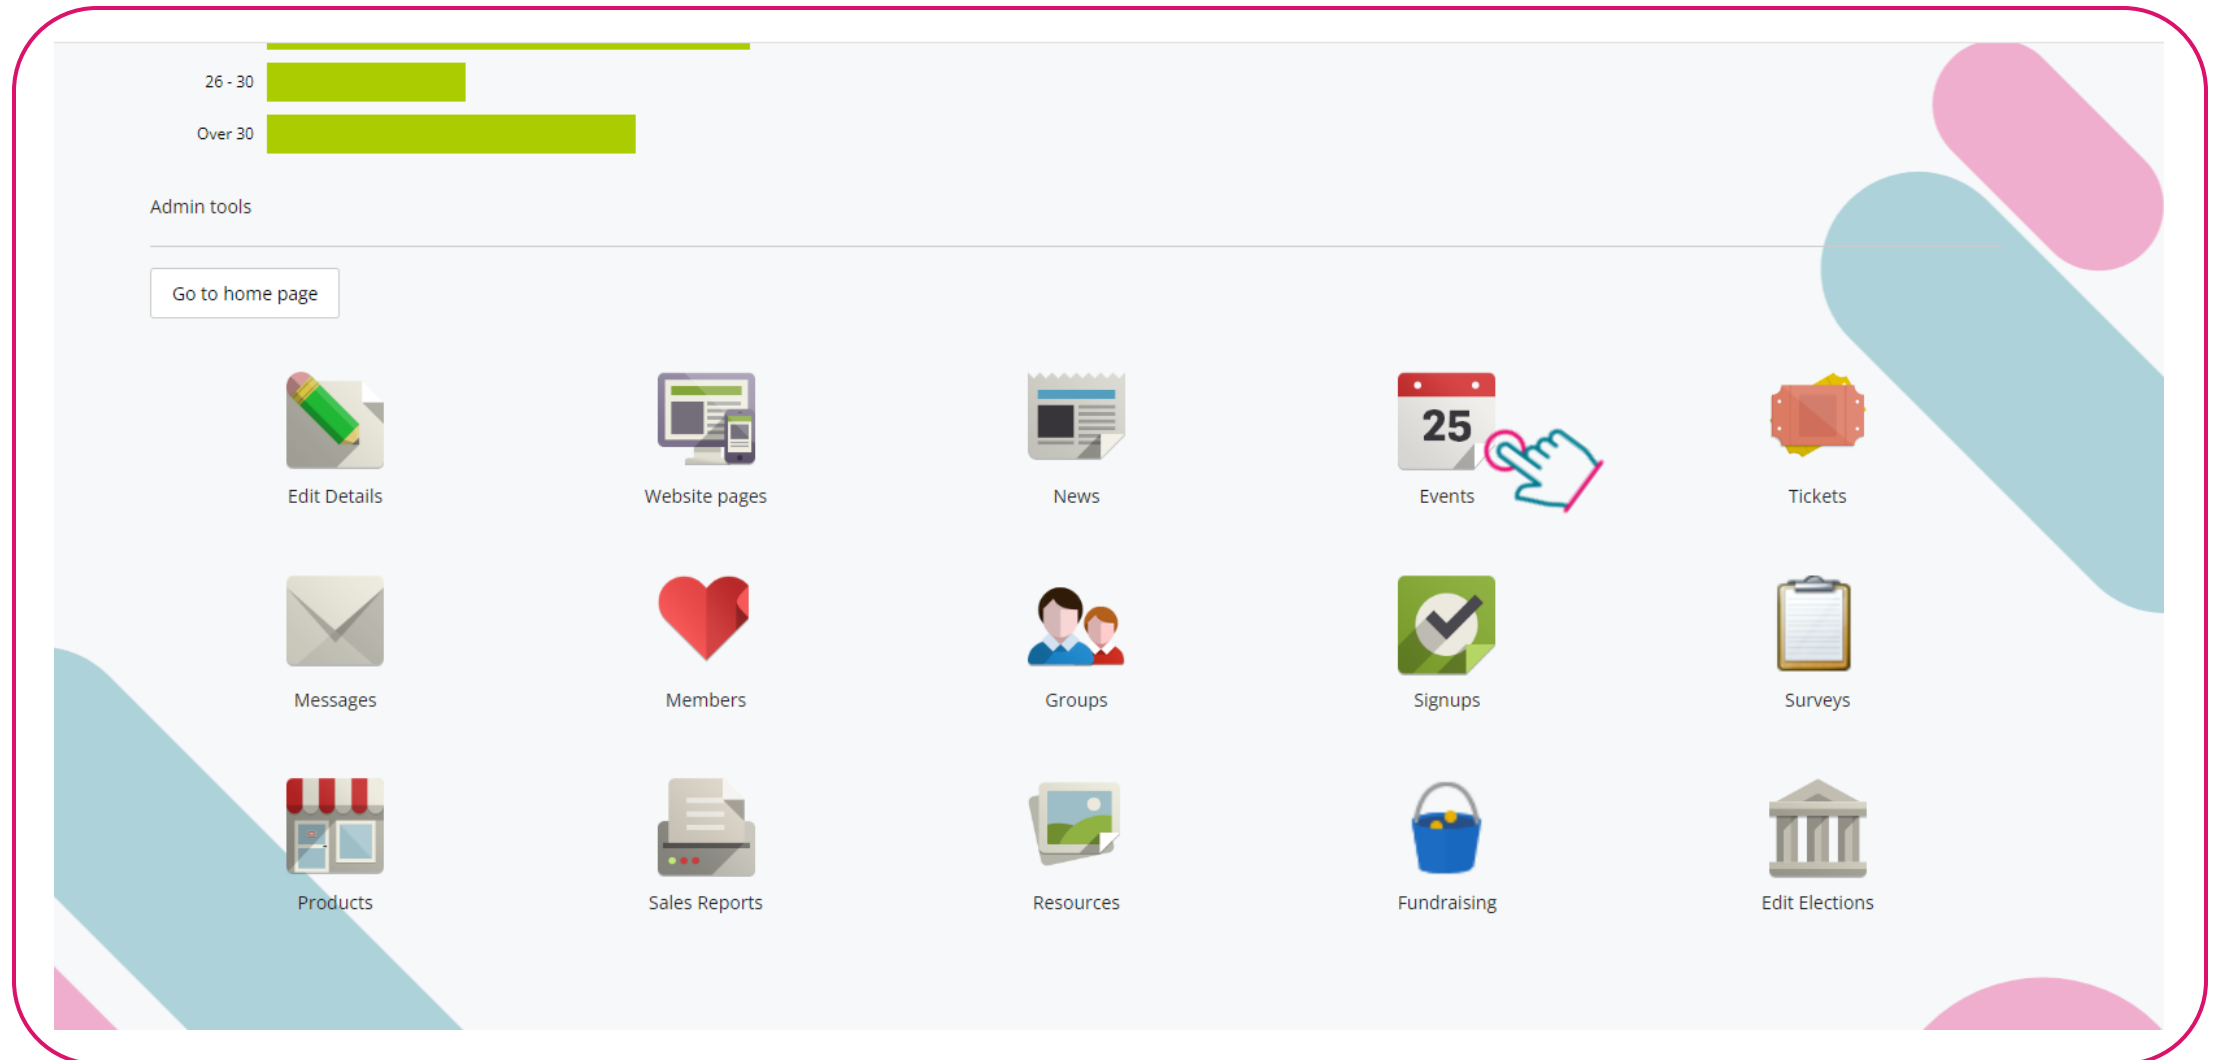 26 - 30
Over 30
Admin tools
Go to home page
25
Edit Details
Website pages
News
Events
Tickets
Messages
Members
Groups
Signups
Surveys
Products
Sales Reports
Resources
Fundraising
Edit Elections